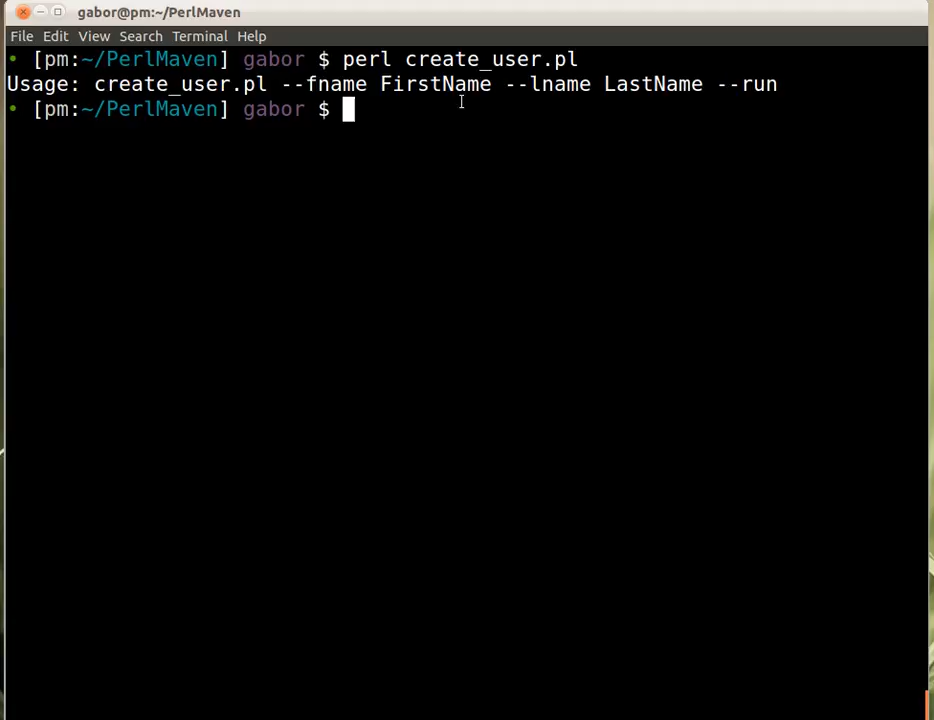 gabor@pm:~/PerlMaven
File Edit View Search Terminal Help
• [pm:~/PerlMaven] gabor $ perl create_user.pl
Usage: create_user.pl --fname FirstName --lname LastName --run
• [pm:~/PerlMaven] gabor $